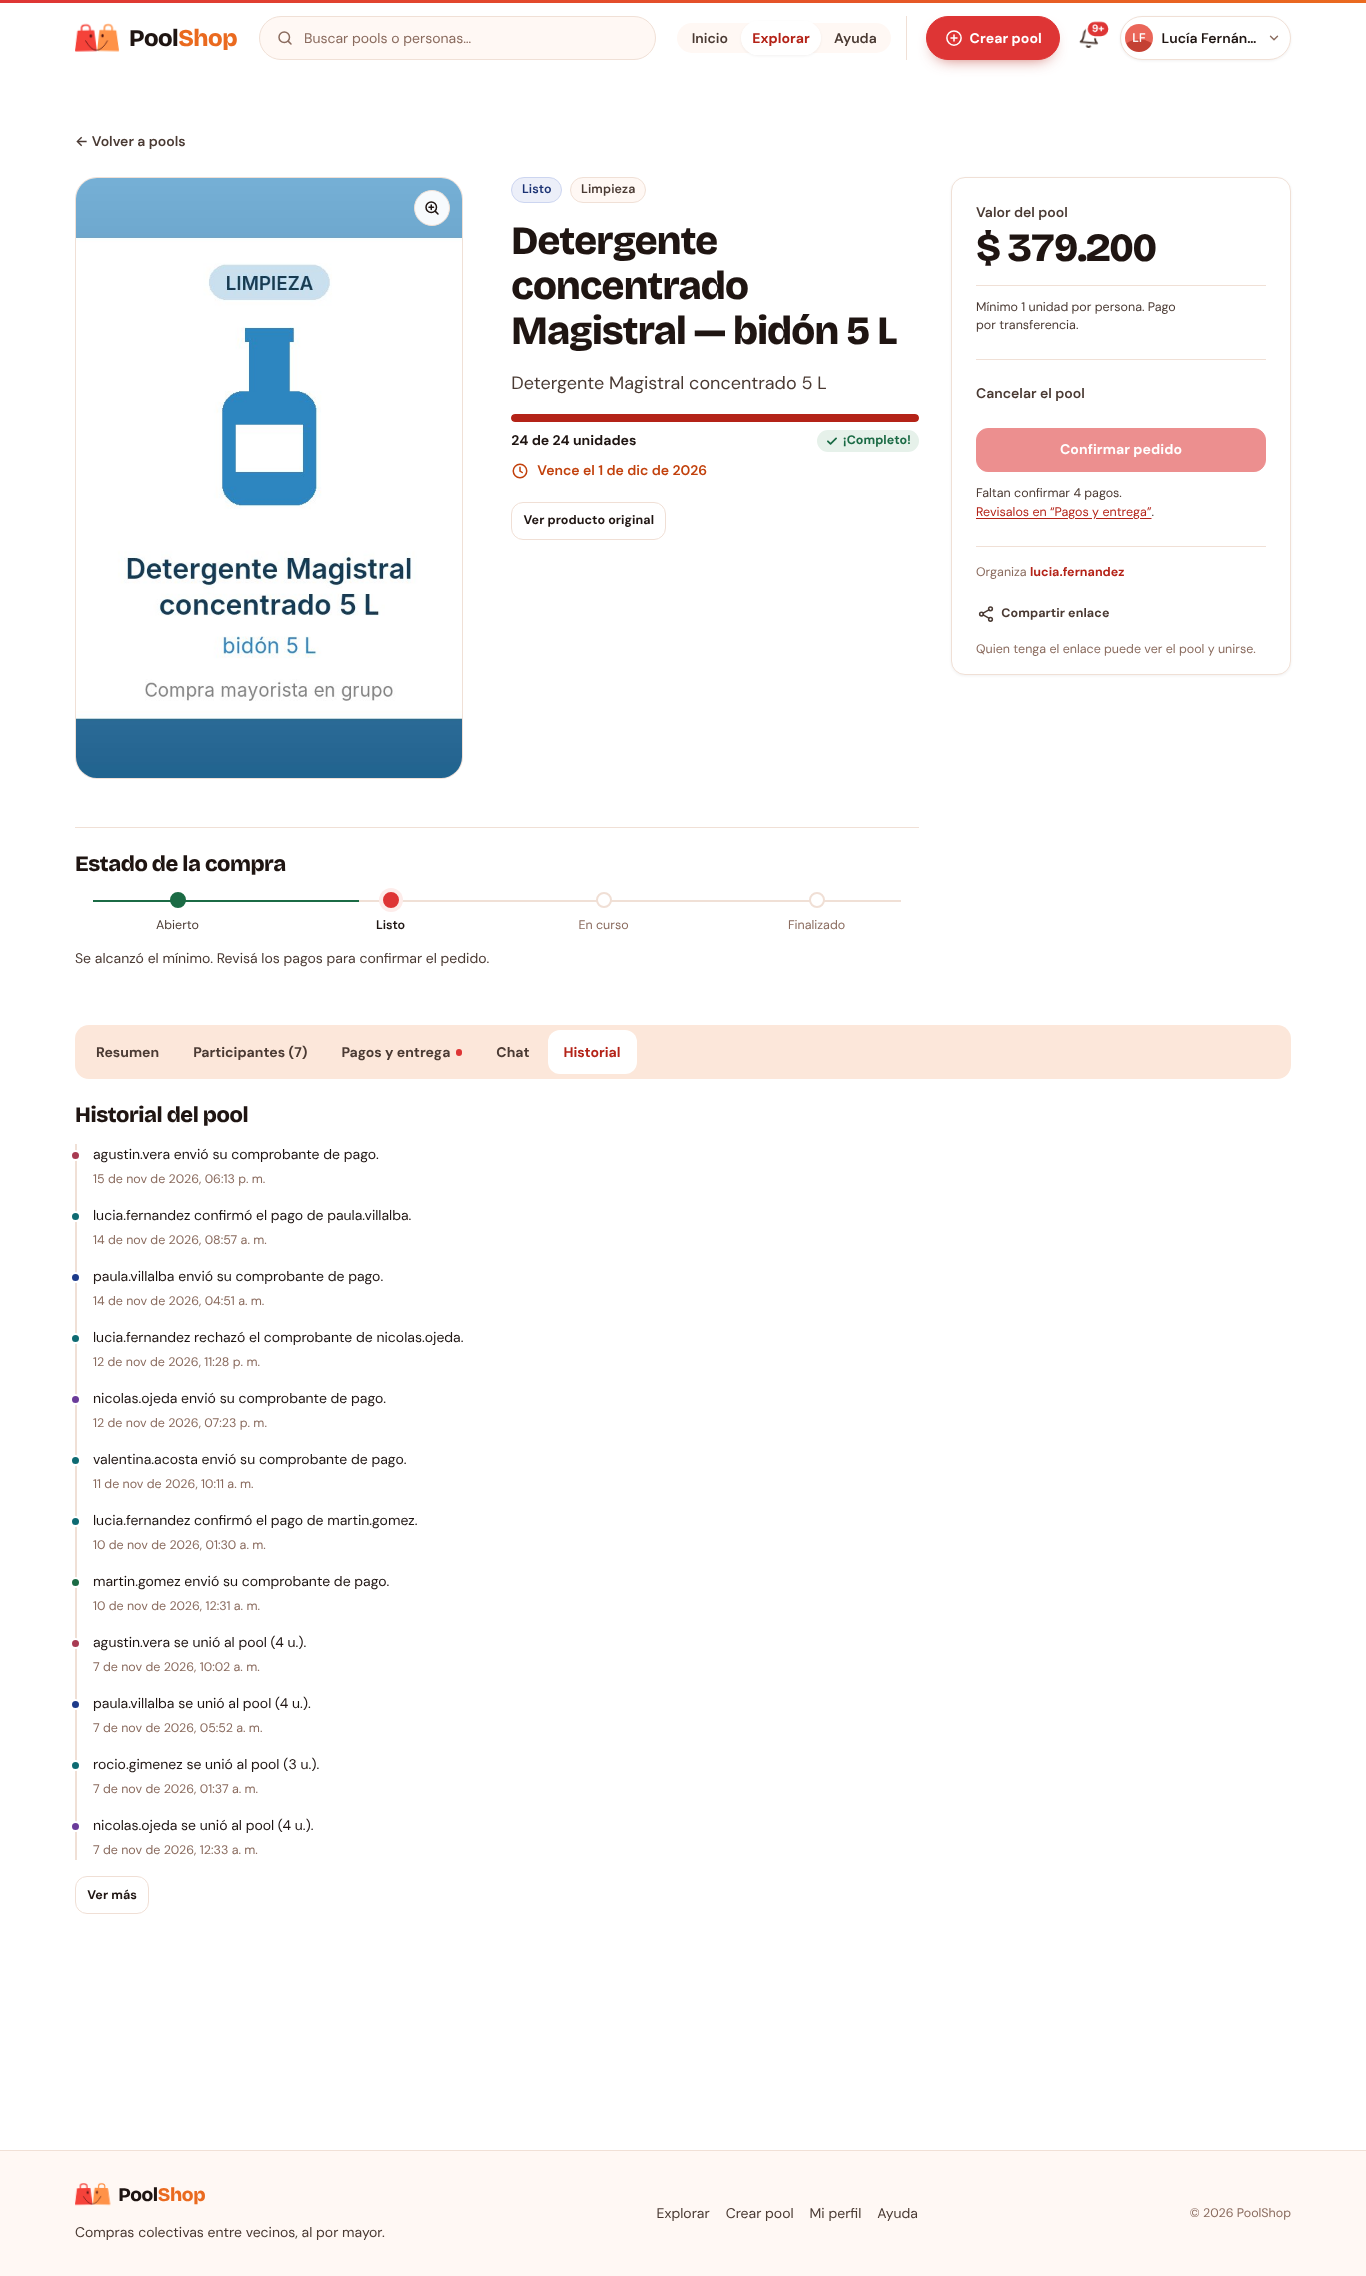 PoolShop
Buscar pools o personas...
Inicio
Explorar
Ayuda
Crear pool
9+
LF
Lucía Fernán...
← Volver a pools
LIMPIEZA
Detergente Magistral
concentrado 5 L
bidón 5 L
Compra mayorista en grupo
Listo
Limpieza
Detergente
concentrado
Magistral — bidón 5 L
Detergente Magistral concentrado 5 L
24 de 24 unidades
¡Completo!
Vence el 1 de dic de 2026
Ver producto original
Valor del pool
$ 379.200
Mínimo 1 unidad por persona. Pago
por transferencia.
Cancelar el pool
Confirmar pedido
Faltan confirmar 4 pagos.
Revisalos en “Pagos y entrega”.
Organiza lucia.fernandez
Compartir enlace
Quien tenga el enlace puede ver el pool y unirse.
Estado de la compra
Abierto
Listo
En curso
Finalizado
Se alcanzó el mínimo. Revisá los pagos para confirmar el pedido.
Resumen
Participantes (7)
Pagos y entrega
Chat
Historial
Historial del pool
agustin.vera envió su comprobante de pago.
15 de nov de 2026, 06:13 p. m.
lucia.fernandez confirmó el pago de paula.villalba.
14 de nov de 2026, 08:57 a. m.
paula.villalba envió su comprobante de pago.
14 de nov de 2026, 04:51 a. m.
lucia.fernandez rechazó el comprobante de nicolas.ojeda.
12 de nov de 2026, 11:28 p. m.
nicolas.ojeda envió su comprobante de pago.
12 de nov de 2026, 07:23 p. m.
valentina.acosta envió su comprobante de pago.
11 de nov de 2026, 10:11 a. m.
lucia.fernandez confirmó el pago de martin.gomez.
10 de nov de 2026, 01:30 a. m.
martin.gomez envió su comprobante de pago.
10 de nov de 2026, 12:31 a. m.
agustin.vera se unió al pool (4 u.).
7 de nov de 2026, 10:02 a. m.
paula.villalba se unió al pool (4 u.).
7 de nov de 2026, 05:52 a. m.
rocio.gimenez se unió al pool (3 u.).
7 de nov de 2026, 01:37 a. m.
nicolas.ojeda se unió al pool (4 u.).
7 de nov de 2026, 12:33 a. m.
Ver más
PoolShop
Compras colectivas entre vecinos, al por mayor.
Explorar
Crear pool
Mi perfil
Ayuda
© 2026 PoolShop